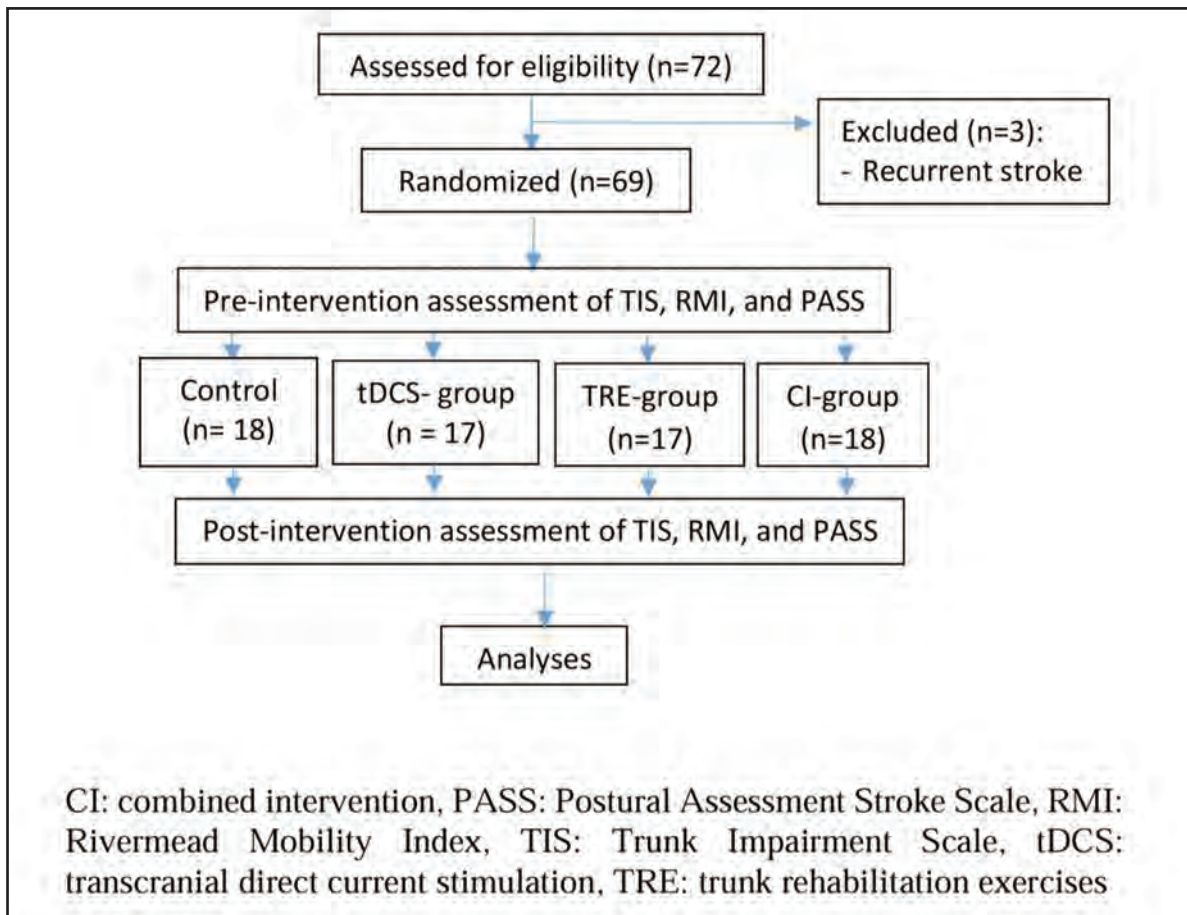 Assessed for eligibility (n=72)
Excluded (n=3):
- Recurrent stroke
Randomized (n=69)
Pre-intervention assessment of TIS, RMI, and PASS
Control
(n= 18)
tDCS- group
(n = 17)
TRE-group
(n=17)
CI-group
(n=18)
Post-intervention assessment of TIS, RMI, and PASS
Analyses
CI: combined intervention, PASS: Postural Assessment Stroke Scale, RMI:
Rivermead Mobility Index, TIS: Trunk Impairment Scale, tDCS:
transcranial direct current stimulation, TRE: trunk rehabilitation exercises